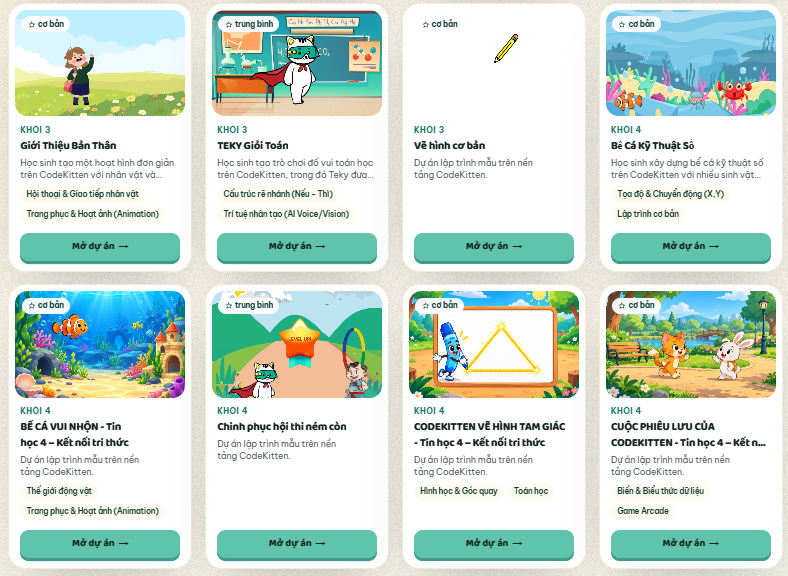 cơ bản
trung bình
cơ bản
cơ bản
LEVEL UP!
KHỐI 3
Giới Thiệu Bản Thân
Học sinh tạo một hoạt hình đơn giản
trên CodeKitten với nhân vật và...
Hội thoại & Giao tiếp nhân vật
Trang phục & Hoạt ảnh (Animation)
Mở dự án →
KHỐI 3
TEKY Giỏi Toán
Học sinh tạo trò chơi đố vui toán học
trên CodeKitten, trong đó Teky đưa...
Cấu trúc rẽ nhánh (Nếu - Thì)
Trí tuệ nhân tạo (AI Voice/Vision)
Mở dự án →
KHỐI 3
Vẽ hình cơ bản
Dự án lập trình mẫu trên nền
tảng CodeKitten.
Mở dự án →
KHỐI 4
Bể Cá Kỹ Thuật Số
Học sinh xây dựng bể cá kỹ thuật số
trên CodeKitten với nhiều sinh vật...
Tọa độ & Chuyển động (X,Y)
Lập trình cơ bản
Mở dự án →
cơ bản
KHỐI 4
BỂ CÁ VUI NHỘN - Tin
học 4 – Kết nối tri thức
Dự án lập trình mẫu trên nền
tảng CodeKitten.
Thế giới động vật
Trang phục & Hoạt ảnh (Animation)
Mở dự án →
trung bình
KHỐI 4
Chinh phục hội thi ném còn
Dự án lập trình mẫu trên nền
tảng CodeKitten.
Mở dự án →
cơ bản
KHỐI 4
CODEKITTEN VẼ HÌNH TAM GIÁC
- Tin học 4 – Kết nối tri thức
Dự án lập trình mẫu trên nền
tảng CodeKitten.
Hình học & Góc quay
Toán học
Mở dự án →
cơ bản
KHỐI 4
CUỘC PHIÊU LƯU CỦA
CODEKITTEN - Tin học 4 – Kết n...
Dự án lập trình mẫu trên nền
tảng CodeKitten.
Biến & Biểu thức dữ liệu
Game Arcade
Mở dự án →